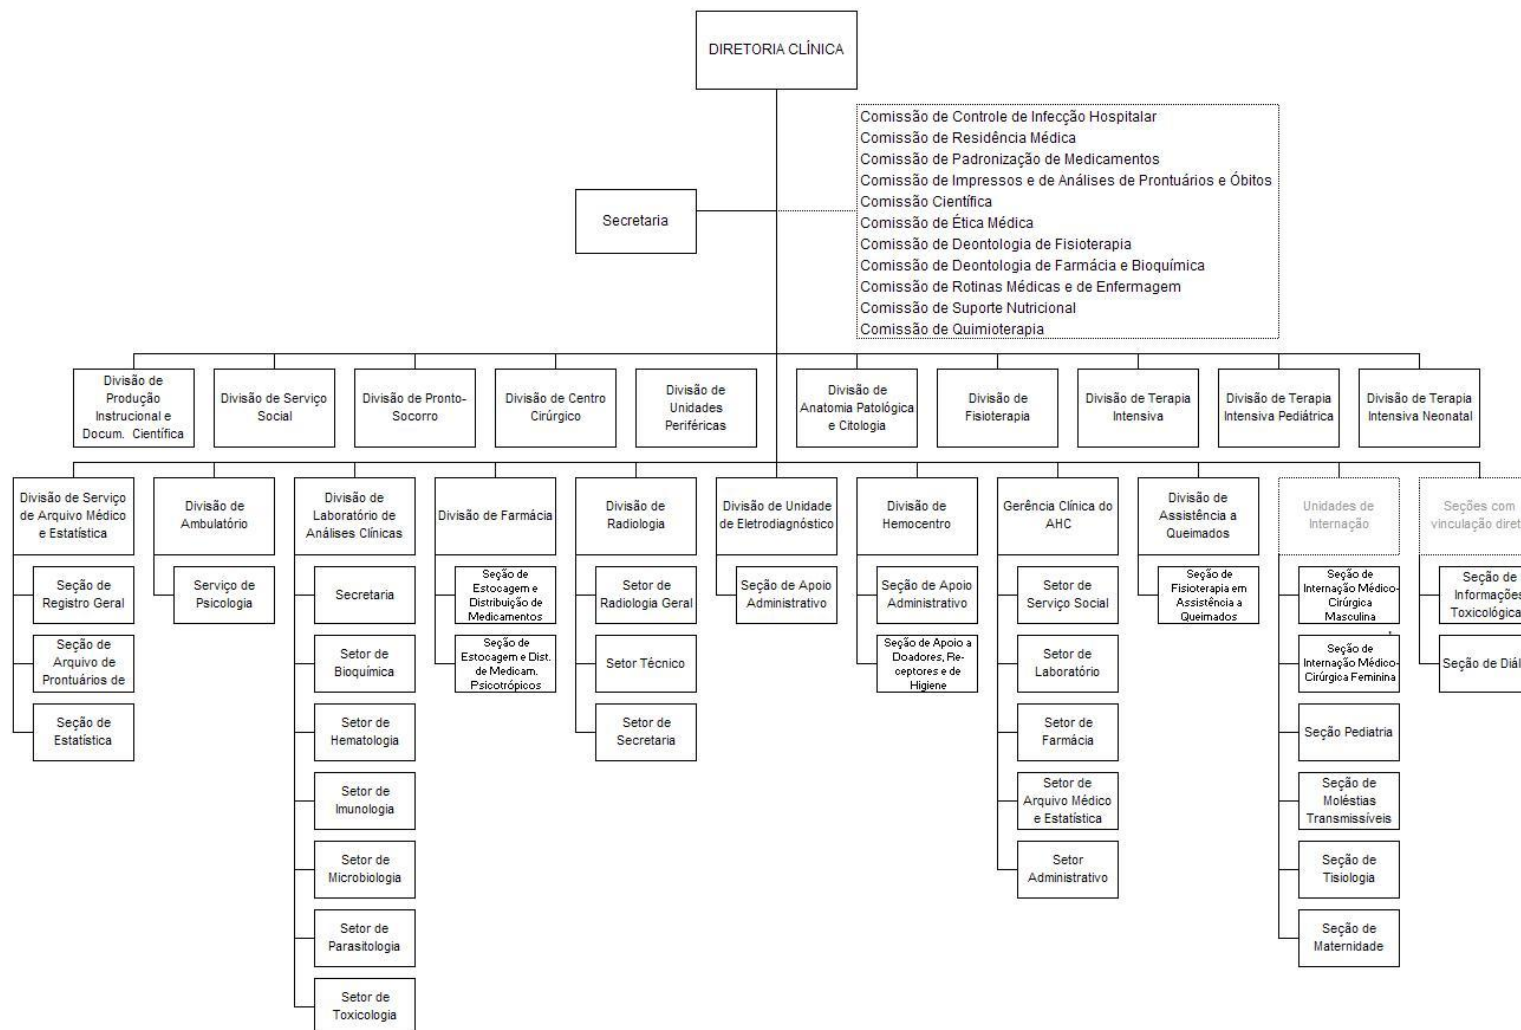 DIRETORIA CLÍNICA
Comissão de Controle de Infecção Hospitalar
Comissão de Residência Médica
Comissão de Padronização de Medicamentos
Comissão de Impressos e de Análises de Prontuários e Óbitos
Comissão Científica
Comissão de Ética Médica
Comissão de Deontologia de Fisioterapia
Comissão de Deontologia de Farmácia e Bioquímica
Comissão de Rotinas Médicas e de Enfermagem
Comissão de Suporte Nutricional
Comissão de Quimioterapia
Secretaria
Divisão de
Produção
Instrucional e
Docum. Científica
Divisão de Serviço
Social
Divisão de Pronto-
Socorro
Divisão de Centro
Cirúrgico
Divisão de
Unidades
Periféricas
Divisão de
Anatomia Patológica
e Citologia
Divisão de
Fisioterapia
Divisão de Terapia
Intensiva
Divisão de Terapia
Intensiva Pediátrica
Divisão de Terapia
Intensiva Neonatal
Divisão de Serviço
de Arquivo Médico
e Estatística
Seção de
Registro Geral
Seção de
Arquivo de
Prontuários de
Seção de
Estatística
Divisão de
Ambulatório
Serviço de
Psicologia
Divisão de
Laboratório de
Análises Clínicas
Secretaria
Setor de
Bioquímica
Setor de
Hematologia
Setor de
Imunologia
Setor de
Microbiologia
Setor de
Parasitologia
Setor de
Toxicologia
Divisão de Farmácia
Seção de
Estocagem e
Distribuição de
Medicamentos
Seção de
Estocagem e Dist.
de Medicam.
Psicotrópicos
Divisão de
Radiologia
Setor de
Radiologia Geral
Setor Técnico
Setor de
Secretaria
Divisão de Unidade
de Eletrodiagnóstico
Seção de Apoio
Administrativo
Divisão de
Hemocentro
Seção de Apoio
Administrativo
Seção de Apoio a
Doadores, Re-
ceptores e de
Higiene
Gerência Clínica do
AHC
Setor de
Serviço Social
Setor de
Laboratório
Setor de
Farmácia
Setor de
Arquivo Médico
e Estatística
Setor
Administrativo
Divisão de
Assistência a
Queimados
Seção de
Fisioterapia em
Assistência a
Queimados
Unidades de
Internação
Seção de
Internação Médico-
Cirúrgica
Masculina
Seção de
Internação Médico-
Cirúrgica Feminina
Seção Pediatria
Seção de
Moléstias
Transmissíveis
Seção de
Tisiologia
Seção de
Maternidade
Seções com
vinculação diret
Seção de
Informações
Toxicológica
Seção de Diál